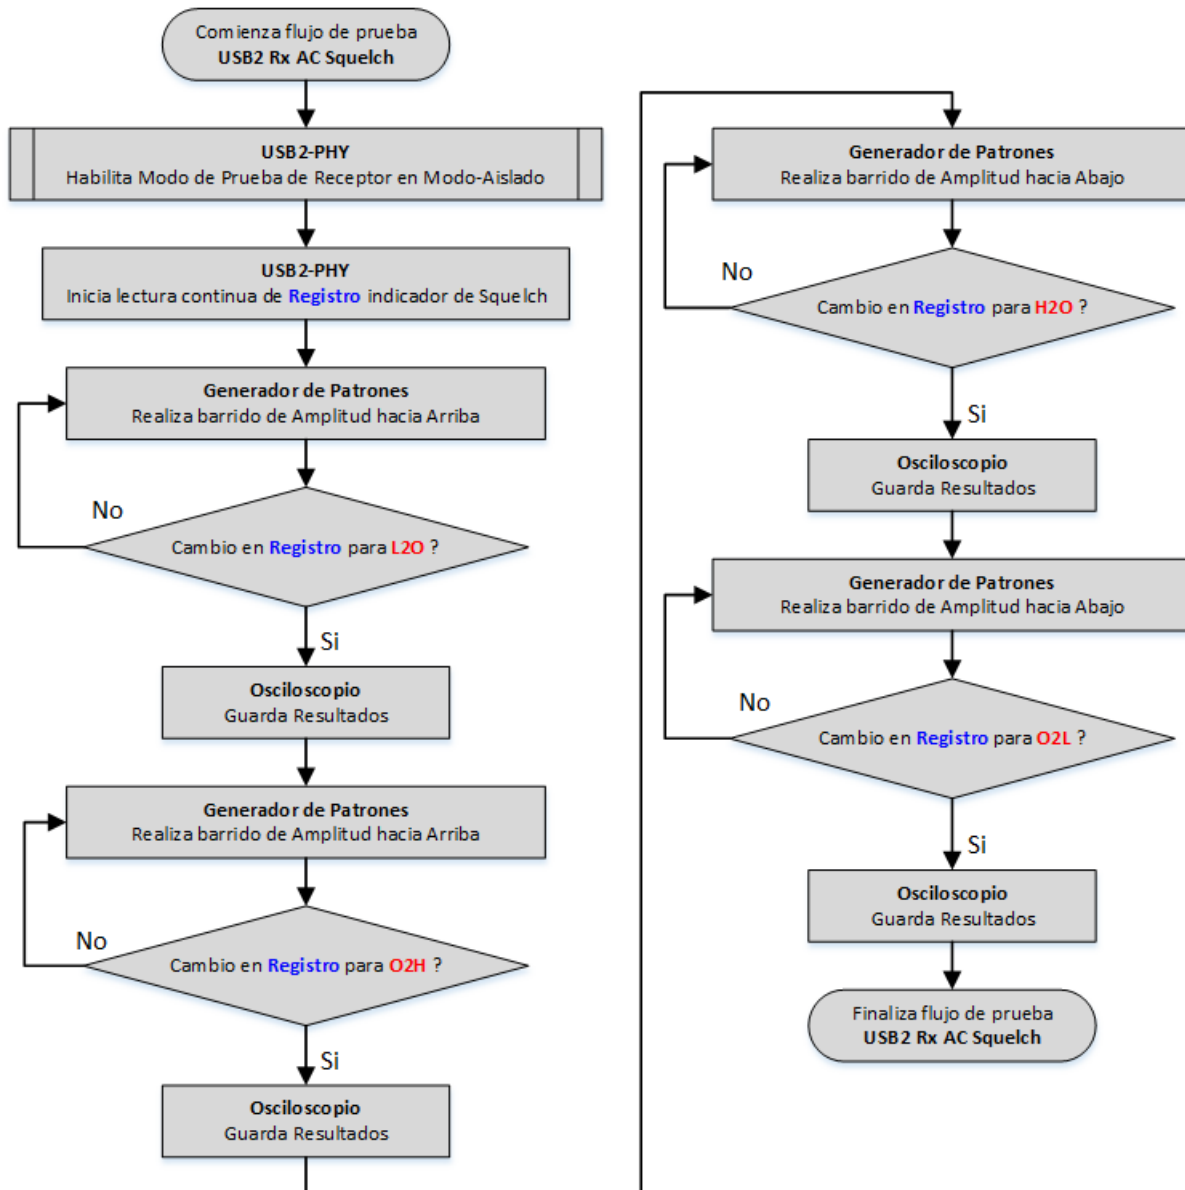 Comienza flujo de prueba
USB2 Rx AC Squelch
USB2-PHY
Habilita Modo de Prueba de Receptor en Modo-Aislado
USB2-PHY
Inicia lectura continua de Registro indicador de Squelch
Generador de Patrones
Realiza barrido de Amplitud hacia Arriba
No
Cambio en Registro para L2O ?
Si
Osciloscopio
Guarda Resultados
Generador de Patrones
Realiza barrido de Amplitud hacia Arriba
No
Cambio en Registro para O2H ?
Si
Osciloscopio
Guarda Resultados
Generador de Patrones
Realiza barrido de Amplitud hacia Abajo
No
Cambio en Registro para H2O ?
Si
Osciloscopio
Guarda Resultados
Generador de Patrones
Realiza barrido de Amplitud hacia Abajo
No
Cambio en Registro para O2L ?
Si
Osciloscopio
Guarda Resultados
Finaliza flujo de prueba
USB2 Rx AC Squelch